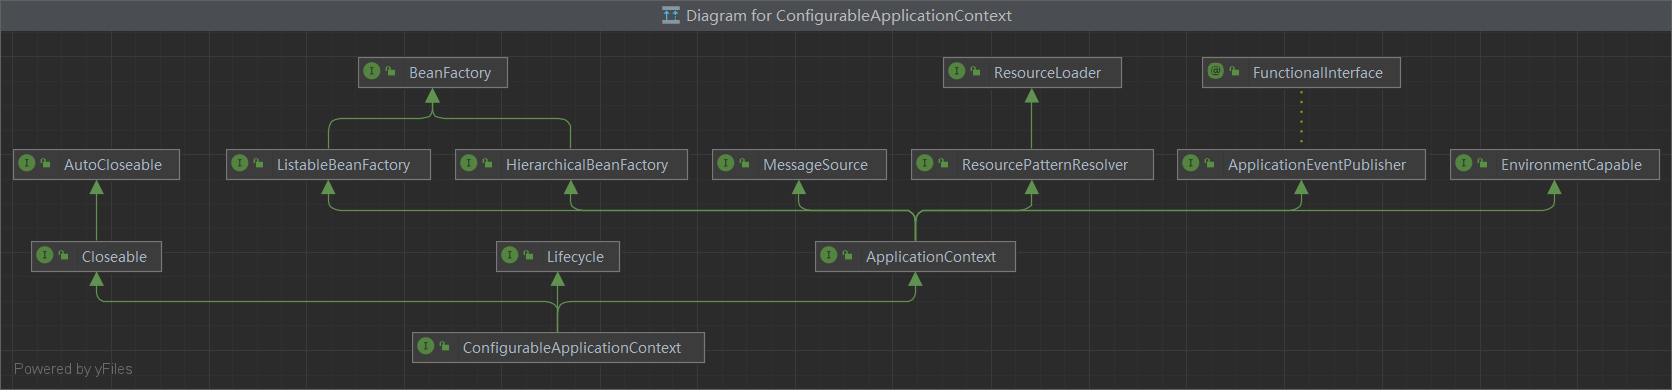 Diagram for ConfigurableApplicationContext
I BeanFactory
I ResourceLoader
@ FunctionalInterface
I AutoCloseable
I ListableBeanFactory
I HierarchicalBeanFactory
I MessageSource
I ResourcePatternResolver
I ApplicationEventPublisher
I EnvironmentCapable
I Closeable
I Lifecycle
I ApplicationContext
I ConfigurableApplicationContext
Powered by yFiles